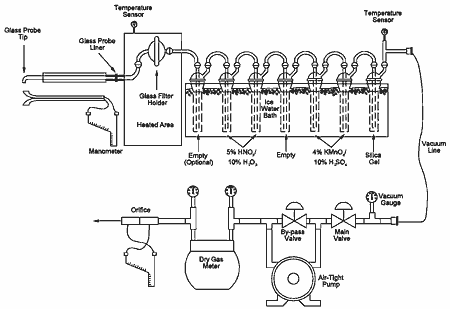 Temperature
Sensor
Temperature
Sensor
Glass Probe
Tip
Glass Probe
Liner
Glass Filter
Holder
Heated Area
Manometer
Ice
Water
Bath
Empty
(Optional)
5% HNO₃/
10% H₂O₂
Empty
4% KMnO₄/
10% H₂SO₄
Silica
Gel
Vacuum
Line
Vacuum
Gauge
Orifice
Dry Gas
Meter
By-pass
Valve
Main
Valve
Air-Tight
Pump